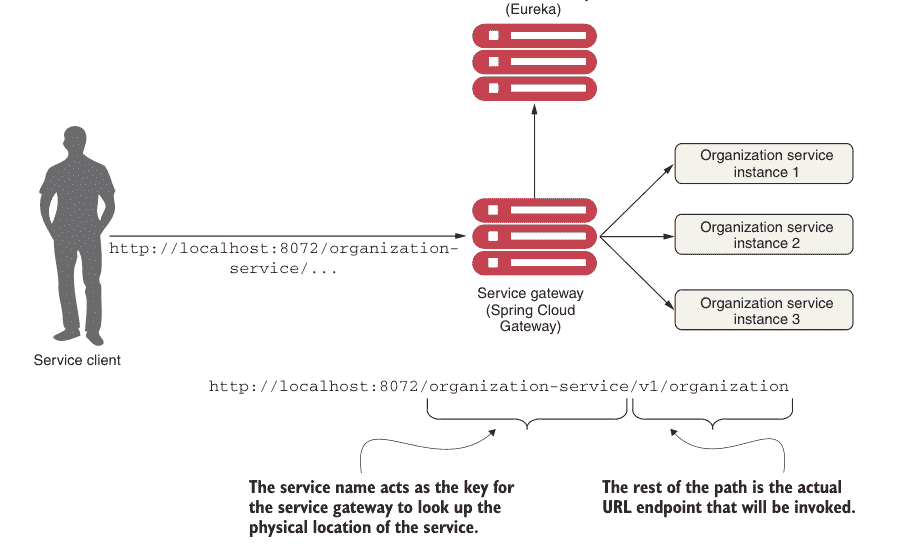 (Eureka)
Organization service
instance 1
Organization service
instance 2
http://localhost:8072/organization-
service/...
Service gateway
(Spring Cloud
Gateway)
Organization service
instance 3
Service client
http://localhost:8072/organization-service/v1/organization
The service name acts as the key for
the service gateway to look up the
physical location of the service.
The rest of the path is the actual
URL endpoint that will be invoked.